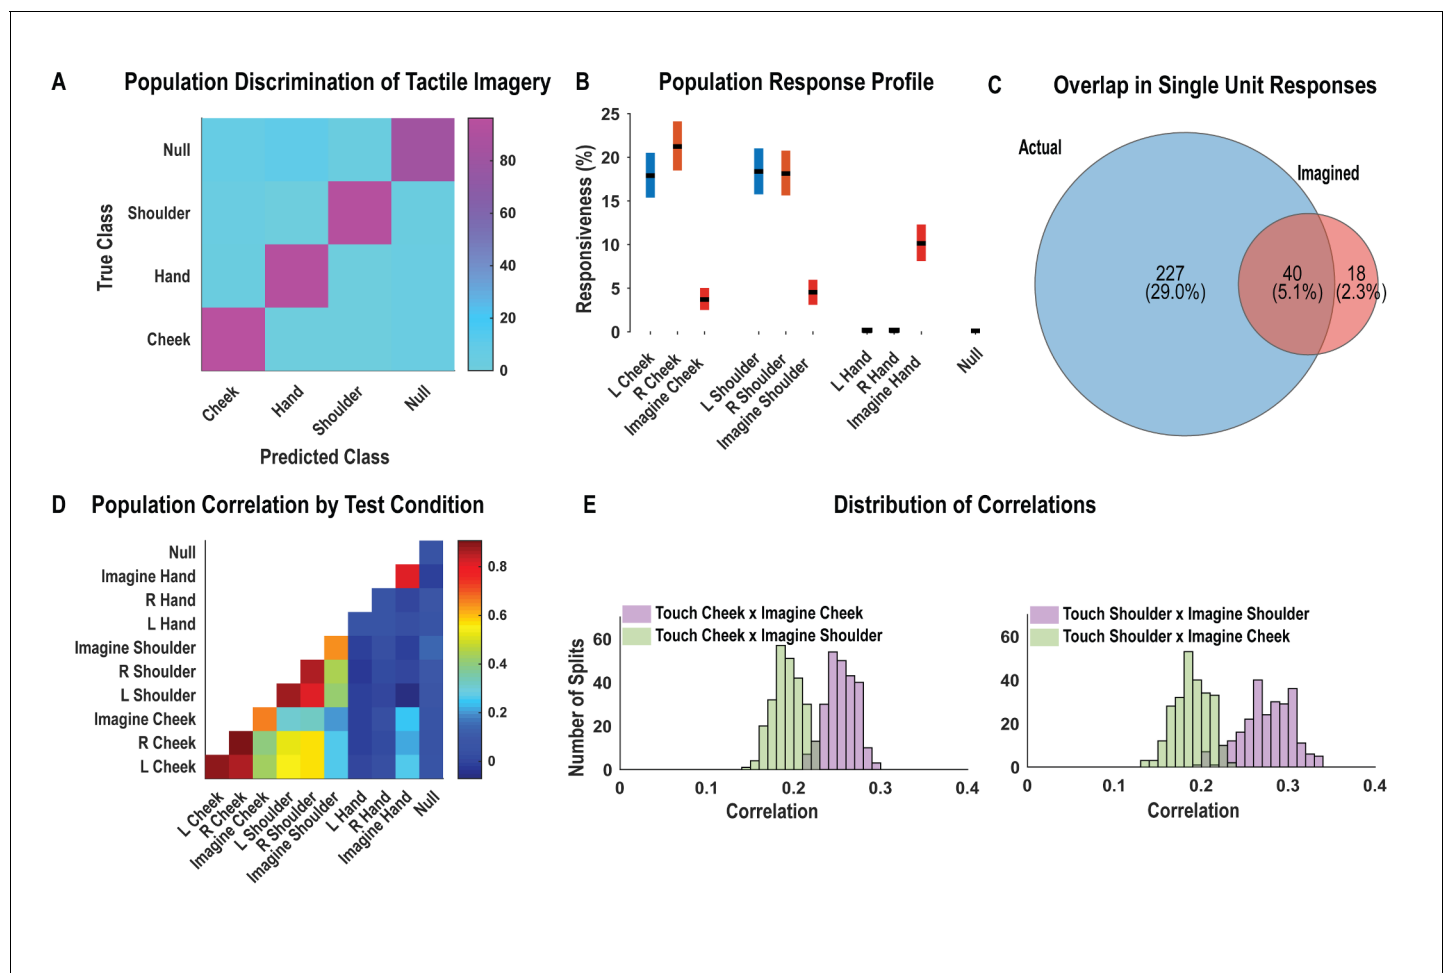 A Population Discrimination of Tactile Imagery
True Class
Null
Shoulder
Hand
Cheek
80
60
40
20
0
Cheek
Hand
Shoulder
Null
Predicted Class
B Population Response Profile
Responsiveness (%)
25
20
15
10
5
0
L Cheek
R Cheek
Imagine Cheek
L Shoulder
R Shoulder
Imagine Shoulder
L Hand
R Hand
Imagine Hand
Null
C Overlap in Single Unit Responses
Actual
Imagined
227
(29.0%)
40
(5.1%)
18
(2.3%)
D Population Correlation by Test Condition
Null
Imagine Hand
R Hand
L Hand
Imagine Shoulder
R Shoulder
L Shoulder
Imagine Cheek
R Cheek
L Cheek
0.8
0.6
0.4
0.2
0
L Cheek
R Cheek
Imagine Cheek
L Shoulder
R Shoulder
Imagine Shoulder
L Hand
R Hand
Imagine Hand
Null
E Distribution of Correlations
Touch Cheek x Imagine Cheek
Touch Cheek x Imagine Shoulder
Number of Splits
60
40
20
0
0 0.1 0.2 0.3 0.4
Correlation
Touch Shoulder x Imagine Shoulder
Touch Shoulder x Imagine Cheek
60
40
20
0
0 0.1 0.2 0.3 0.4
Correlation